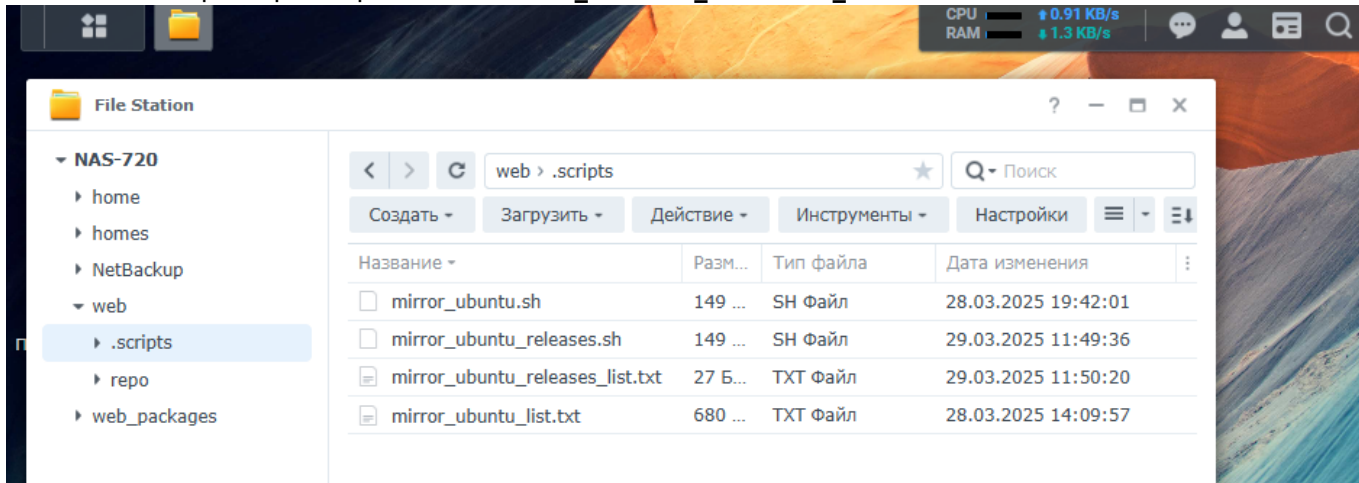 CPU 0.91 KB/s
RAM 1.3 KB/s
File Station
NAS-720
home
homes
NetBackup
web
.scripts
repo
web_packages
web › .scripts
Поиск
Создать
Загрузить
Действие
Инструменты
Настройки
Название Разм... Тип файла Дата изменения
mirror_ubuntu.sh 149 ... SH Файл 28.03.2025 19:42:01
mirror_ubuntu_releases.sh 149 ... SH Файл 29.03.2025 11:49:36
mirror_ubuntu_releases_list.txt 27 Б... TXT Файл 29.03.2025 11:50:20
mirror_ubuntu_list.txt 680 ... TXT Файл 28.03.2025 14:09:57